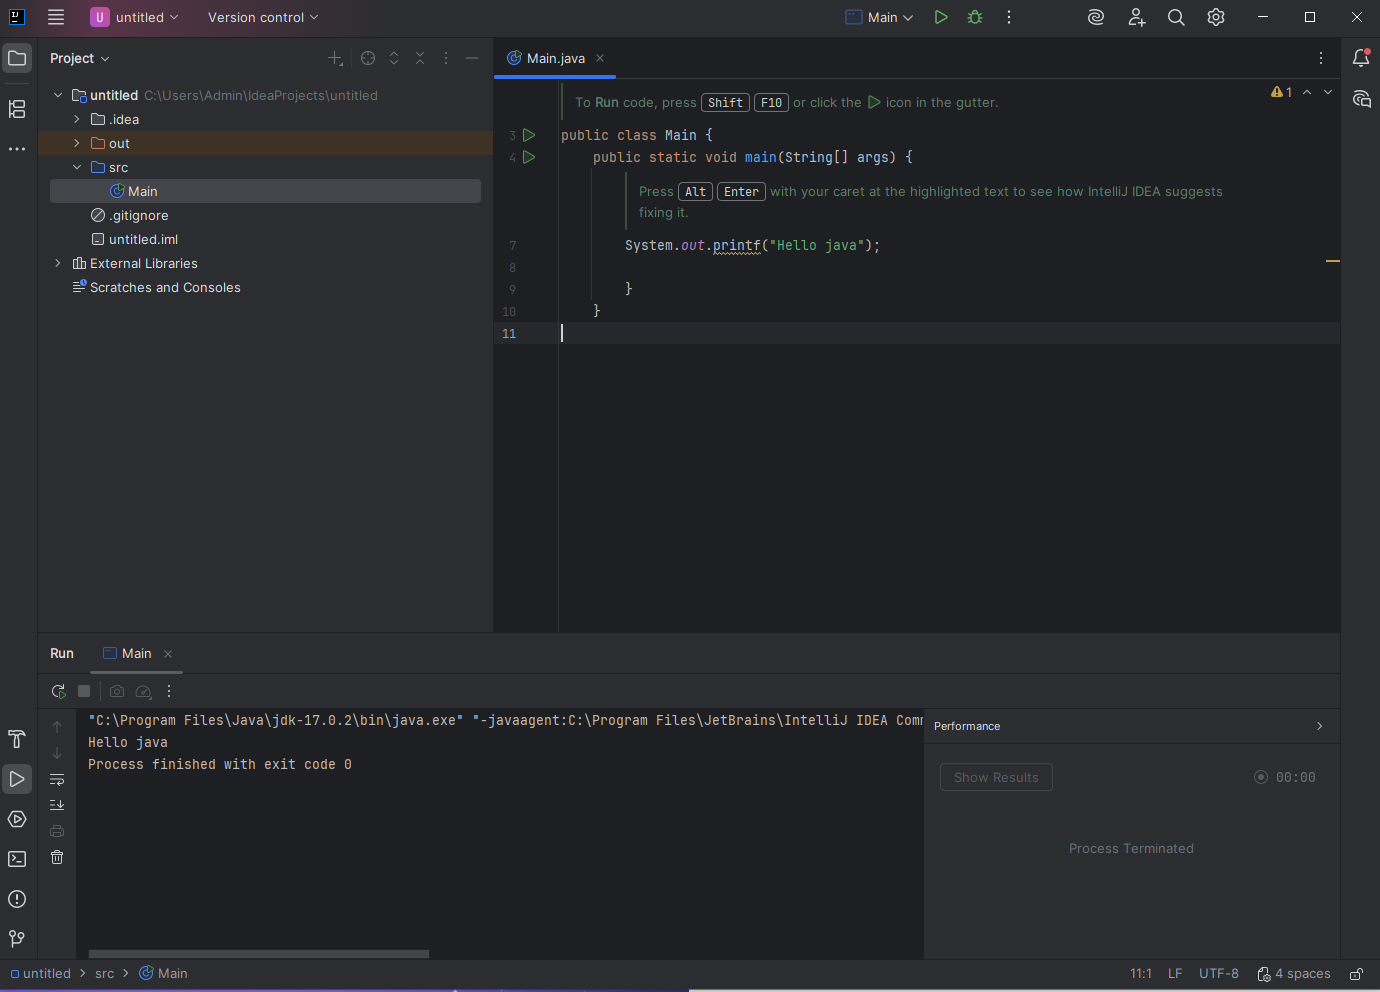 U untitled Version control Main
Project
Main.java
untitled C:\Users\Admin\IdeaProjects\untitled
.idea
out
src
Main
.gitignore
untitled.iml
External Libraries
Scratches and Consoles
To Run code, press Shift F10 or click the icon in the gutter.
1
3 public class Main {
4 public static void main(String[] args) {
Press Alt Enter with your caret at the highlighted text to see how IntelliJ IDEA suggests
fixing it.
7 System.out.printf("Hello java");
8
9 }
10 }
11
Run Main
"C:\Program Files\Java\jdk-17.0.2\bin\java.exe" "-javaagent:C:\Program Files\JetBrains\IntelliJ IDEA Com
Hello java
Process finished with exit code 0
Performance
Show Results 00:00
Process Terminated
untitled > src > Main
11:1 LF UTF-8 4 spaces